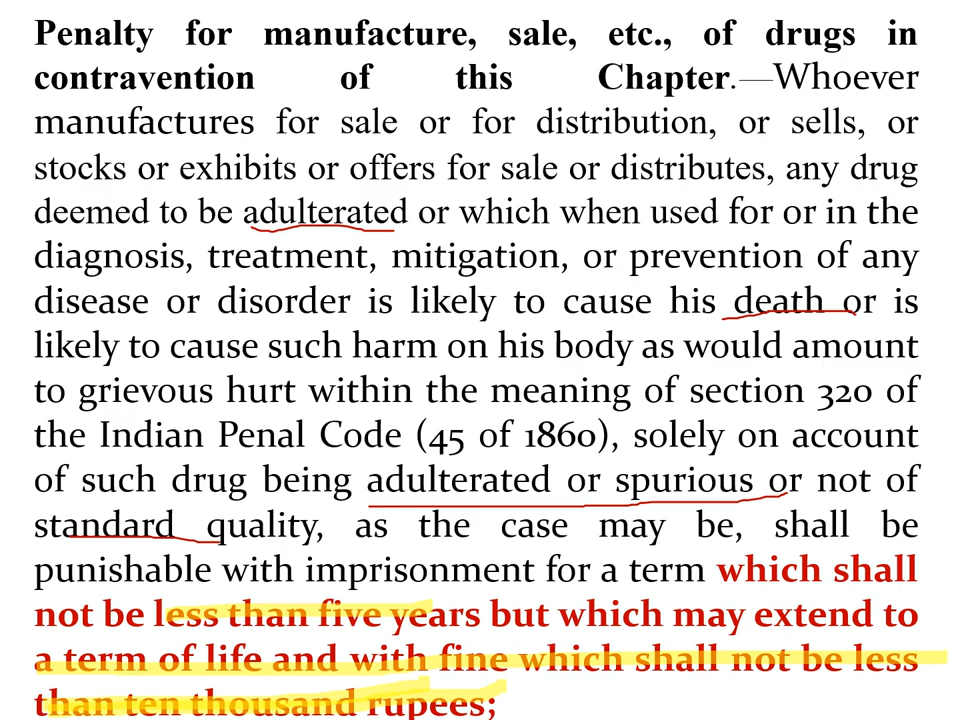 Penalty for manufacture, sale, etc., of drugs in
contravention of this Chapter.—Whoever
manufactures for sale or for distribution, or sells, or
stocks or exhibits or offers for sale or distributes, any drug
deemed to be adulterated or which when used for or in the
diagnosis, treatment, mitigation, or prevention of any
disease or disorder is likely to cause his death or is
likely to cause such harm on his body as would amount
to grievous hurt within the meaning of section 320 of
the Indian Penal Code (45 of 1860), solely on account
of such drug being adulterated or spurious or not of
standard quality, as the case may be, shall be
punishable with imprisonment for a term which shall
not be less than five years but which may extend to
a term of life and with fine which shall not be less
than ten thousand rupees;